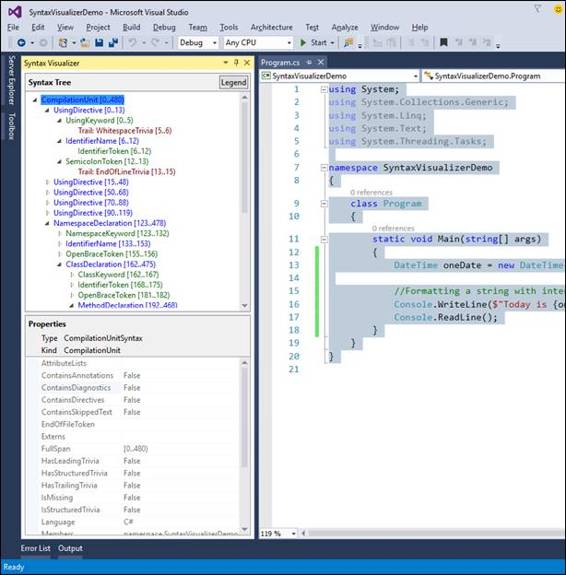 SyntaxVisualizerDemo - Microsoft Visual Studio
File Edit View Project Build Debug Team Tools Architecture Test Analyze Window Help
Debug Any CPU Start
Server Explorer
Toolbox
Syntax Visualizer
Syntax Tree Legend
CompilationUnit [0..480)
UsingDirective [0..13)
UsingKeyword [0..5)
Trail: WhitespaceTrivia [5..6)
IdentifierName [6..12)
IdentifierToken [6..12)
SemicolonToken [12..13)
Trail: EndOfLineTrivia [13..15)
UsingDirective [15..48)
UsingDirective [50..68)
UsingDirective [70..88)
UsingDirective [90..119)
NamespaceDeclaration [123..478)
NamespaceKeyword [123..132)
IdentifierName [133..153)
OpenBraceToken [155..156)
ClassDeclaration [162..475)
ClassKeyword [162..167)
IdentifierToken [168..175)
OpenBraceToken [181..182)
MethodDeclaration [192..468)
Properties
Type CompilationUnitSyntax
Kind CompilationUnit
AttributeLists
ContainsAnnotations False
ContainsDiagnostics False
ContainsDirectives False
ContainsSkippedText False
EndOfFileToken
Externs
FullSpan [0..480)
HasLeadingTrivia False
HasStructuredTrivia False
HasTrailingTrivia False
IsMissing False
IsStructuredTrivia False
Language C#
Members namespace SyntaxVisualizerDemo
Program.cs
SyntaxVisualizerDemo SyntaxVisualizerDemo.Program
1 using System;
2 using System.Collections.Generic;
3 using System.Linq;
4 using System.Text;
5 using System.Threading.Tasks;
6
7 namespace SyntaxVisualizerDemo
8 {
0 references
9 class Program
10 {
0 references
11 static void Main(string[] args)
12 {
13 DateTime oneDate = new DateTime
14
15 //Formatting a string with inter
16 Console.WriteLine($"Today is {on
17 Console.ReadLine();
18 }
19 }
20 }
21
119 %
Error List Output
Ready